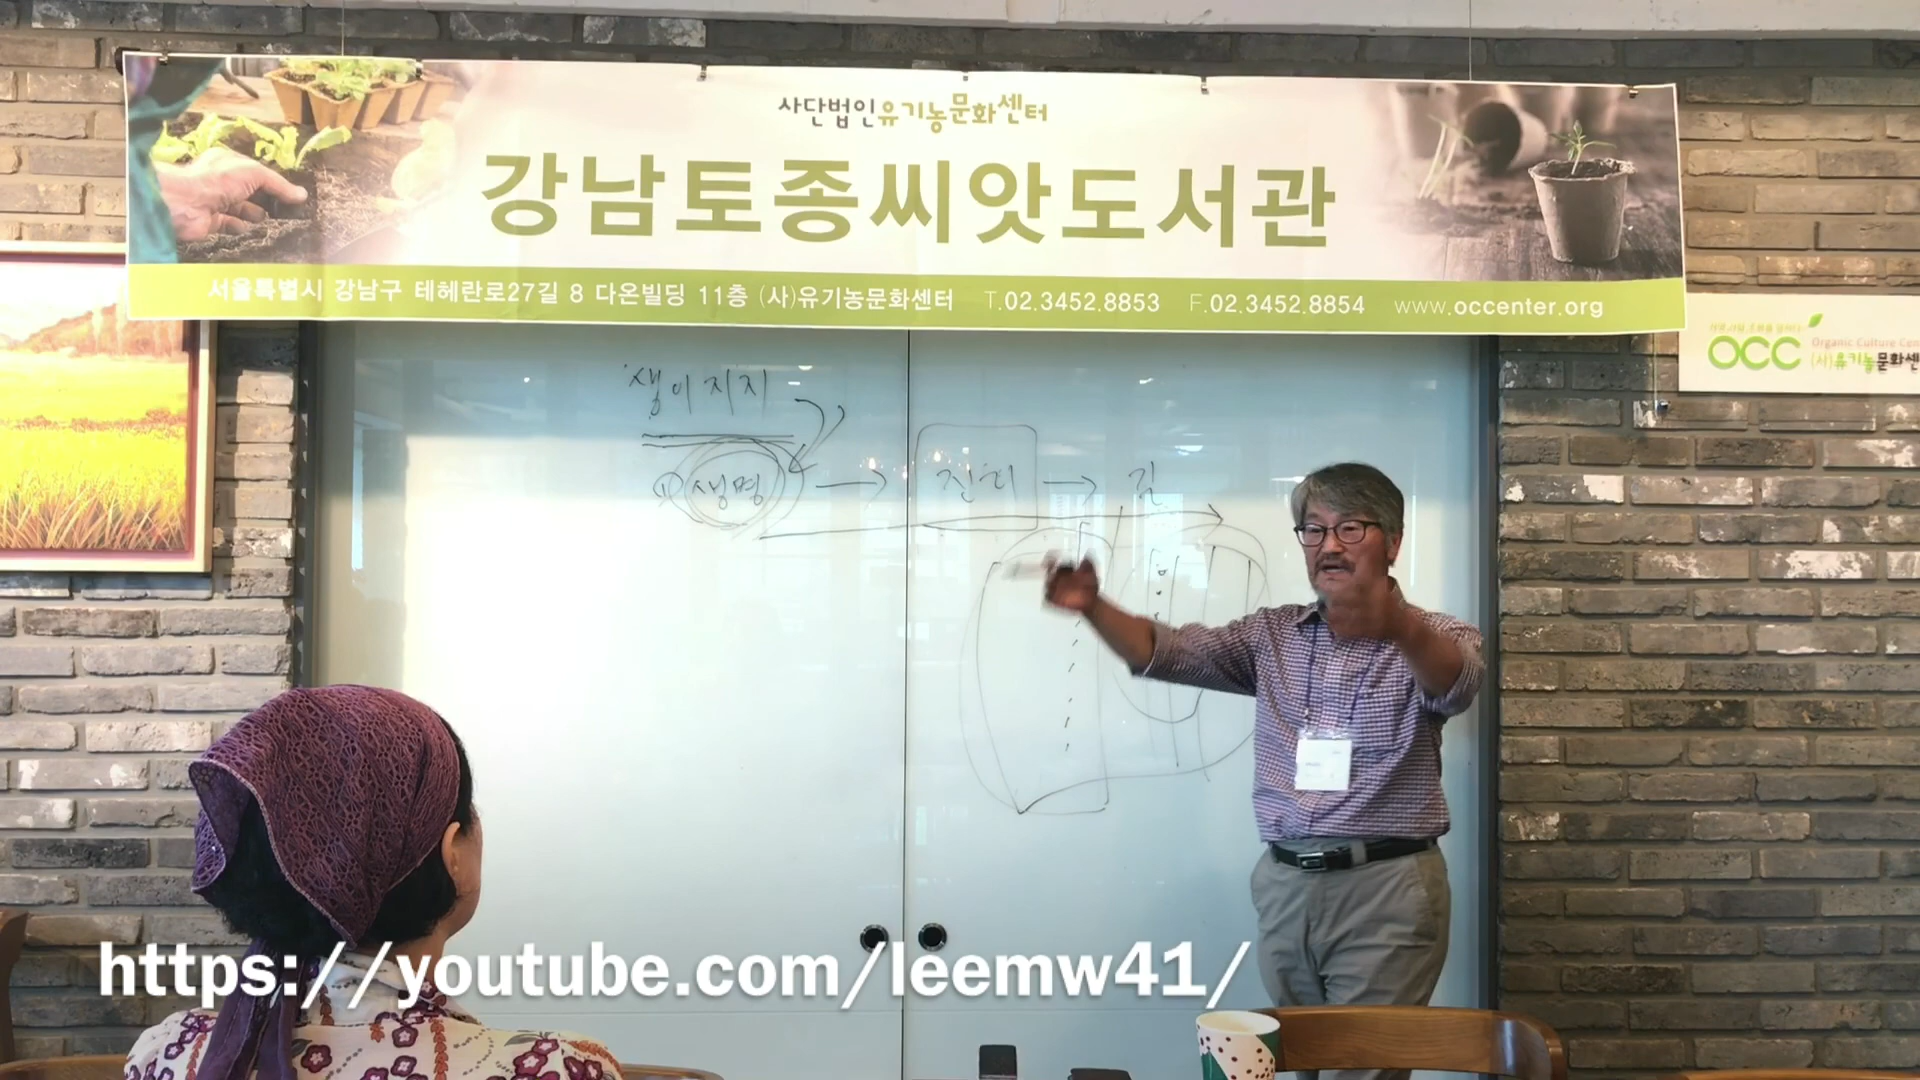 사단법인유기농문화센터
강남토종씨앗도서관
서울특별시 강남구 테헤란로27길 8 다온빌딩 11층 (사)유기농문화센터 T.02.3452.8853 F.02.3452.8854 www.occenter.org
OCC Organic Culture Cen
(사)유기농문화센
생이지지
생명 → 진리 → 길
https://youtube.com/leemw41/